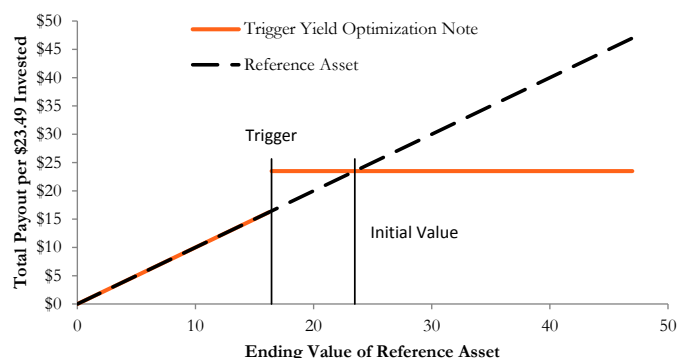 $50
$45
$40
$35
$30
$25
$20
$15
$10
$5
$0
Total Payout per $23.49 Invested
Trigger Yield Optimization Note
Reference Asset
Trigger
Initial Value
0 10 20 30 40 50
Ending Value of Reference Asset